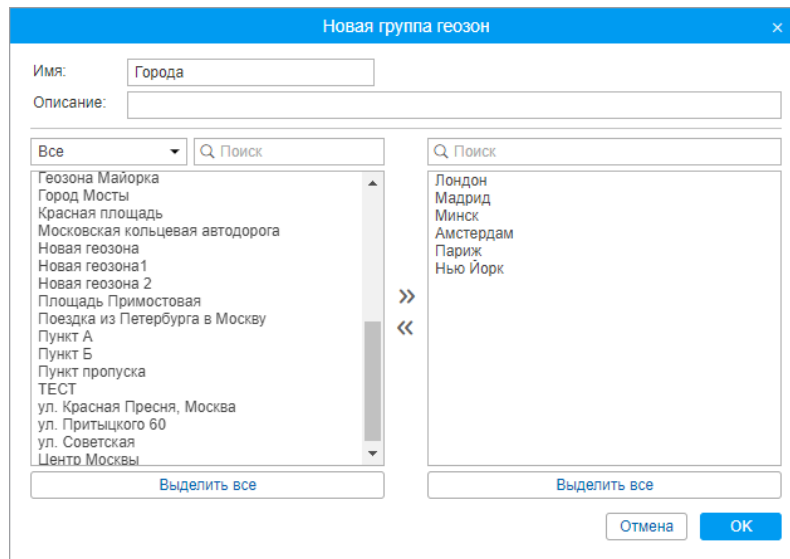 Новая группа геозон ×
Имя: Города
Описание:
Все Поиск
Геозона Майорка
Город Мосты
Красная площадь
Московская кольцевая автодорога
Новая геозона
Новая геозона1
Новая геозона 2
Площадь Примостовая
Поездка из Петербурга в Москву
Пункт А
Пункт Б
Пункт пропуска
ТЕСТ
ул. Красная Пресня, Москва
ул. Притыцкого 60
ул. Советская
Центр Москвы
Выделить все
» 
«
Поиск
Лондон
Мадрид
Минск
Амстердам
Париж
Нью Йорк
Выделить все
Отмена OK